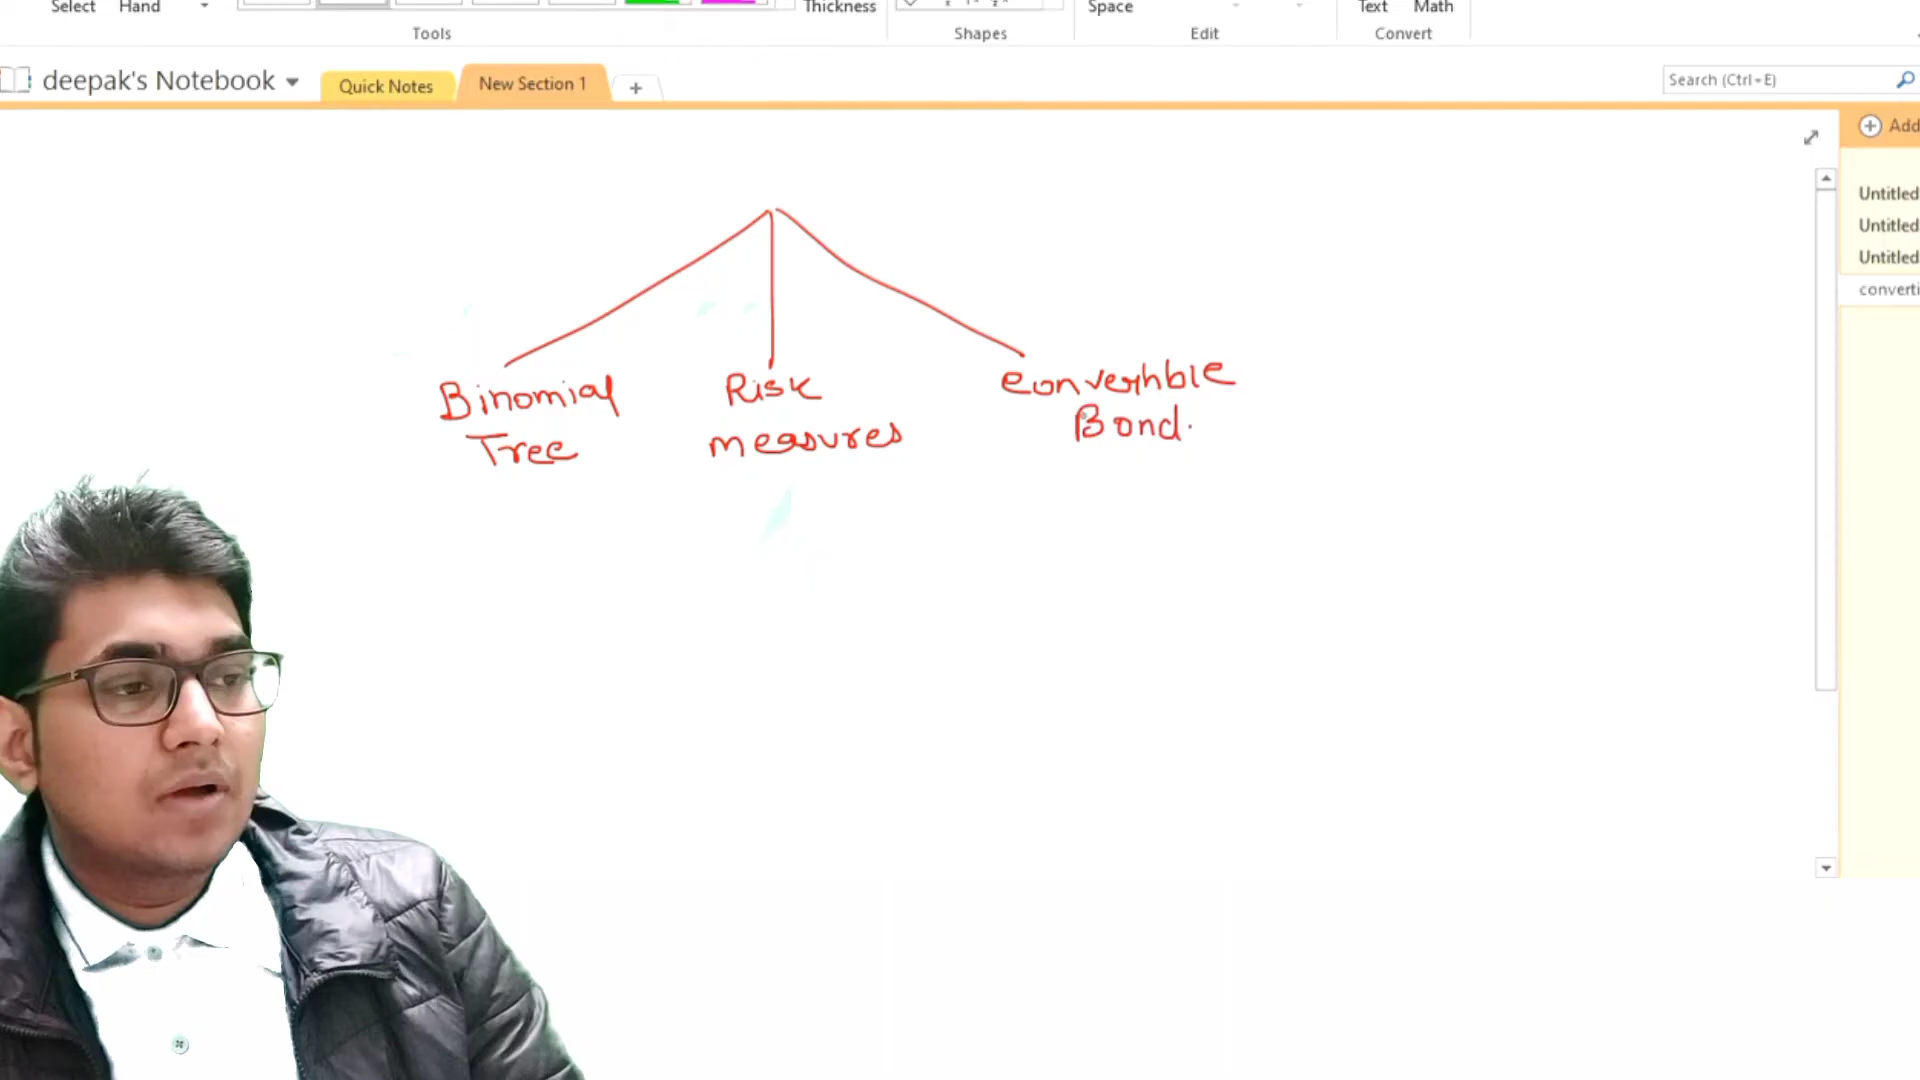 Select Hand Thickness Space Text Math
Tools Shapes Edit Convert
deepak's Notebook Quick Notes New Section 1 + Search (Ctrl+E)
Add
Untitled
Untitled
Untitled
converti
Binomial Tree
Risk measures
Convertible Bond.